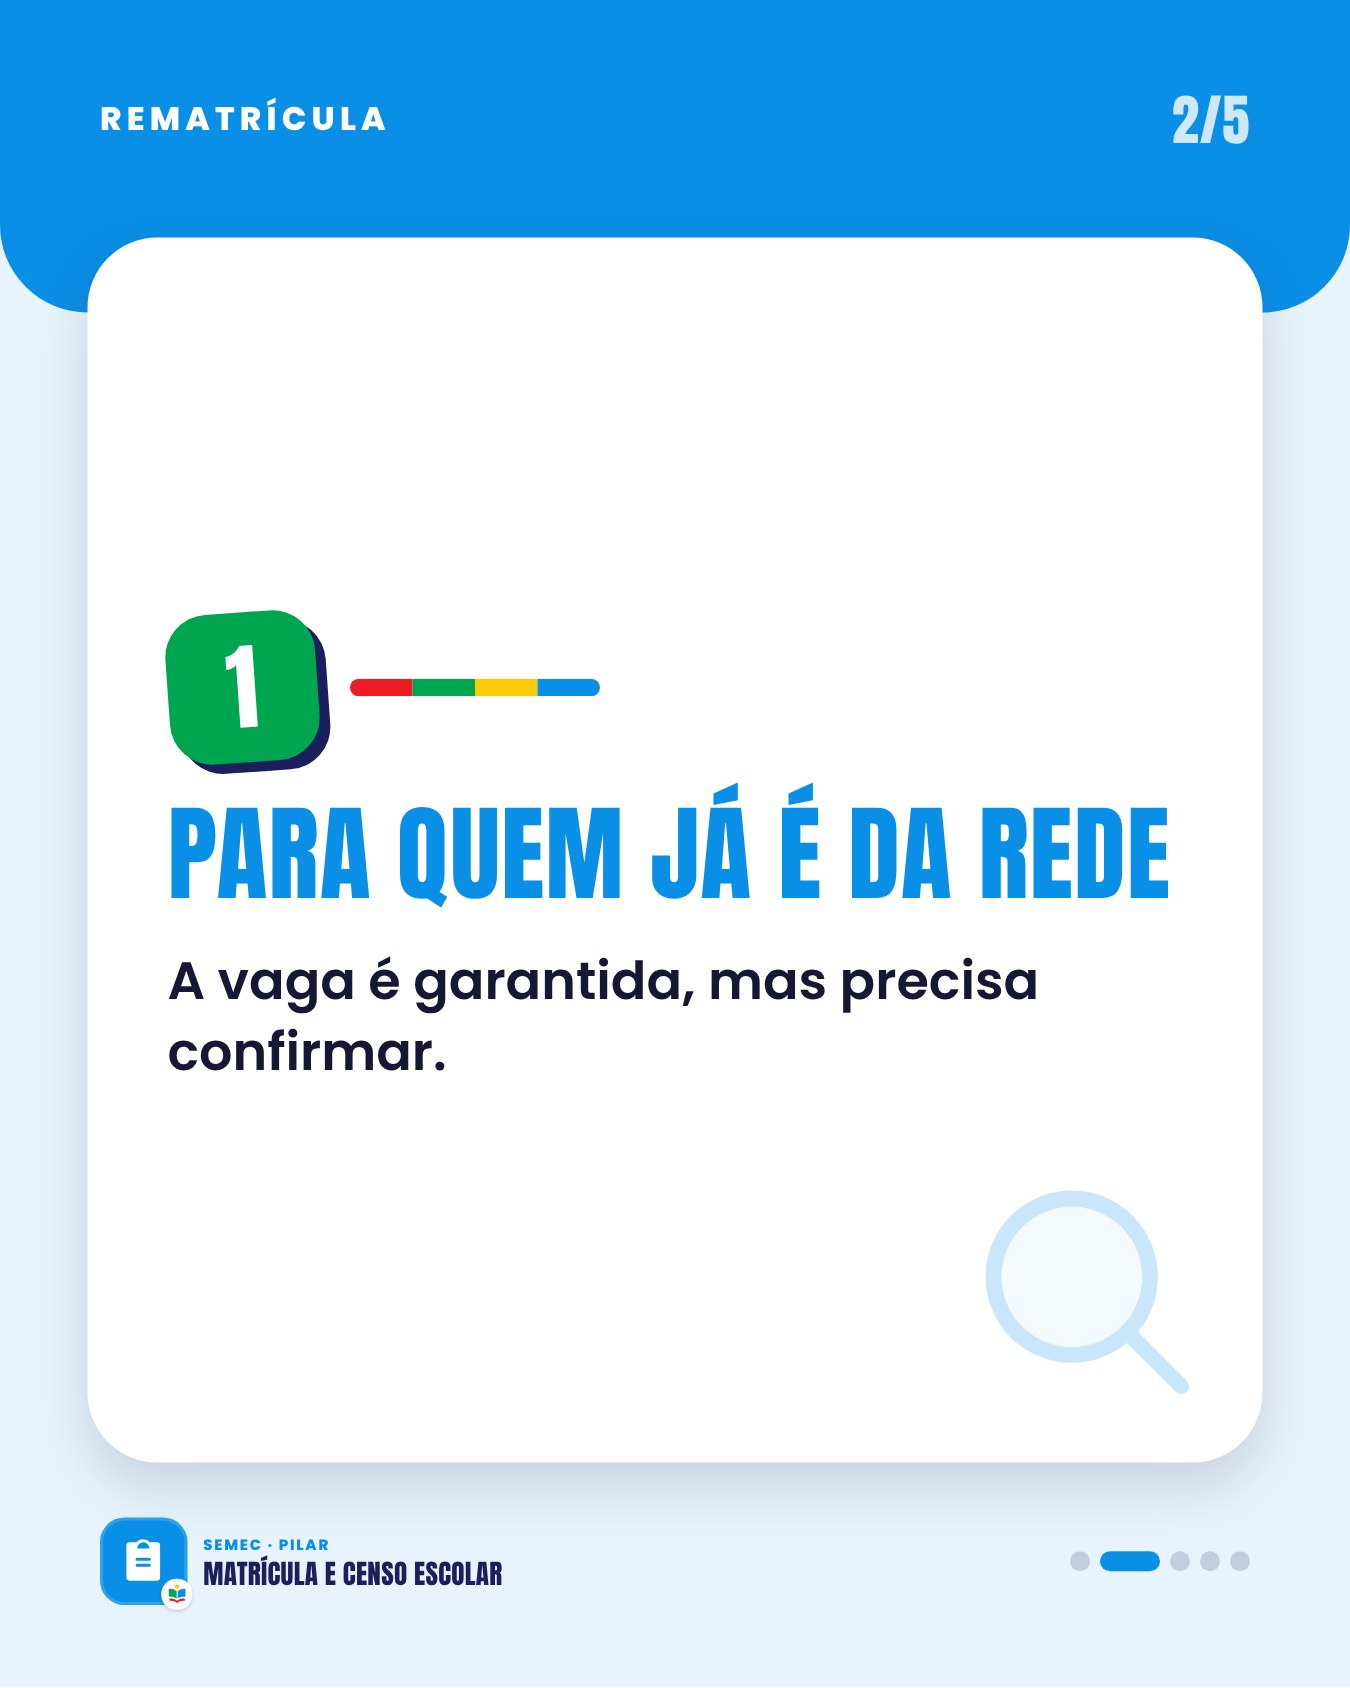 REMATRÍCULA
2/5
1
PARA QUEM JÁ É DA REDE
A vaga é garantida, mas precisa
confirmar.
SEMEC · PILAR
MATRÍCULA E CENSO ESCOLAR